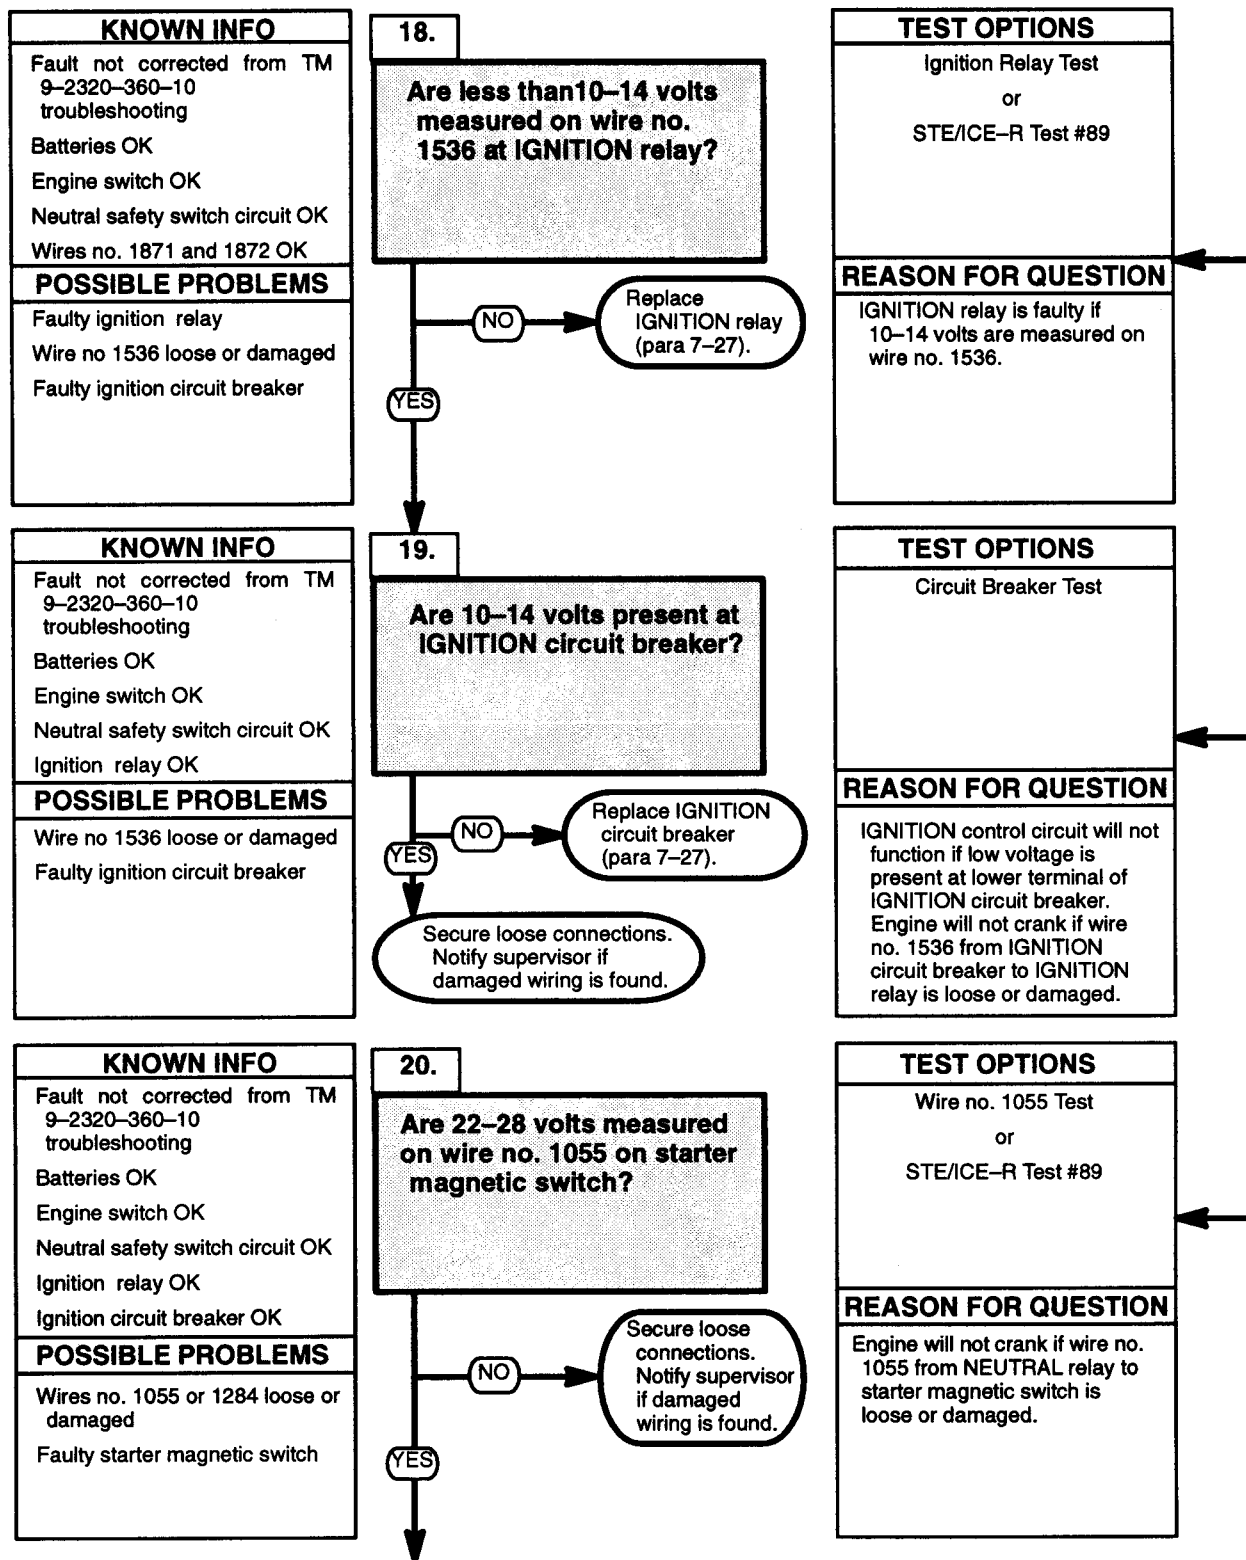 KNOWN INFO
Fault not corrected from TM
9–2320–360–10
troubleshooting
Batteries OK
Engine switch OK
Neutral safety switch circuit OK
Wires no. 1871 and 1872 OK
POSSIBLE PROBLEMS
Faulty ignition relay
Wire no 1536 loose or damaged
Faulty ignition circuit breaker
18.
Are less than10–14 volts
measured on wire no.
1536 at IGNITION relay?
NO
Replace
IGNITION relay
(para 7–27).
YES
TEST OPTIONS
Ignition Relay Test
or
STE/ICE–R Test #89
REASON FOR QUESTION
IGNITION relay is faulty if
10–14 volts are measured on
wire no. 1536.
KNOWN INFO
Fault not corrected from TM
9–2320–360–10
troubleshooting
Batteries OK
Engine switch OK
Neutral safety switch circuit OK
Ignition relay OK
POSSIBLE PROBLEMS
Wire no 1536 loose or damaged
Faulty ignition circuit breaker
19.
Are 10–14 volts present at
IGNITION circuit breaker?
NO
Replace IGNITION
circuit breaker
(para 7–27).
YES
Secure loose connections.
Notify supervisor if
damaged wiring is found.
TEST OPTIONS
Circuit Breaker Test
REASON FOR QUESTION
IGNITION control circuit will not
function if low voltage is
present at lower terminal of
IGNITION circuit breaker.
Engine will not crank if wire
no. 1536 from IGNITION
circuit breaker to IGNITION
relay is loose or damaged.
KNOWN INFO
Fault not corrected from TM
9–2320–360–10
troubleshooting
Batteries OK
Engine switch OK
Neutral safety switch circuit OK
Ignition relay OK
Ignition circuit breaker OK
POSSIBLE PROBLEMS
Wires no. 1055 or 1284 loose or
damaged
Faulty starter magnetic switch
20.
Are 22–28 volts measured
on wire no. 1055 on starter
magnetic switch?
NO
Secure loose
connections.
Notify supervisor
if damaged
wiring is found.
YES
TEST OPTIONS
Wire no. 1055 Test
or
STE/ICE–R Test #89
REASON FOR QUESTION
Engine will not crank if wire no.
1055 from NEUTRAL relay to
starter magnetic switch is
loose or damaged.